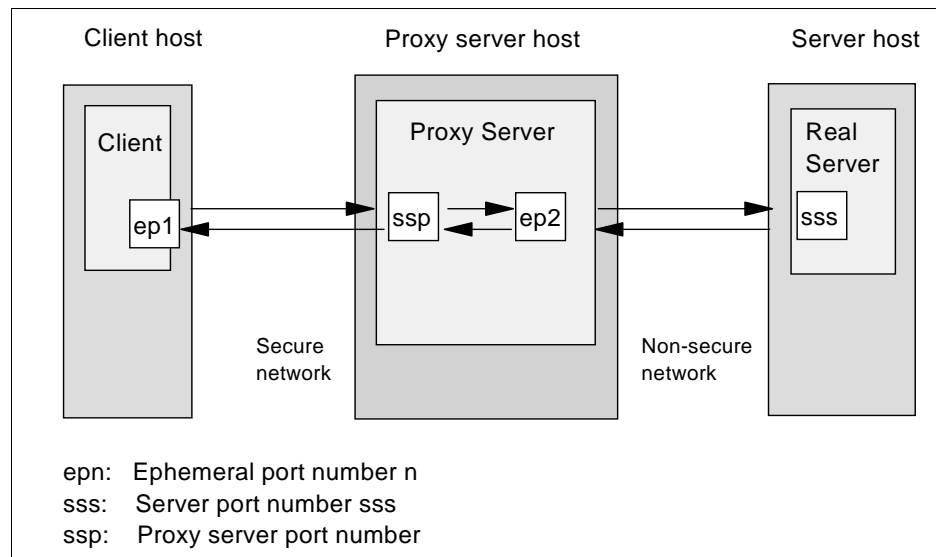 Client host
Proxy server host
Server host
Client
Proxy Server
Real
Server
ep1
ssp
ep2
sss
Secure
network
Non-secure
network
epn: Ephemeral port number n
sss: Server port number sss
ssp: Proxy server port number